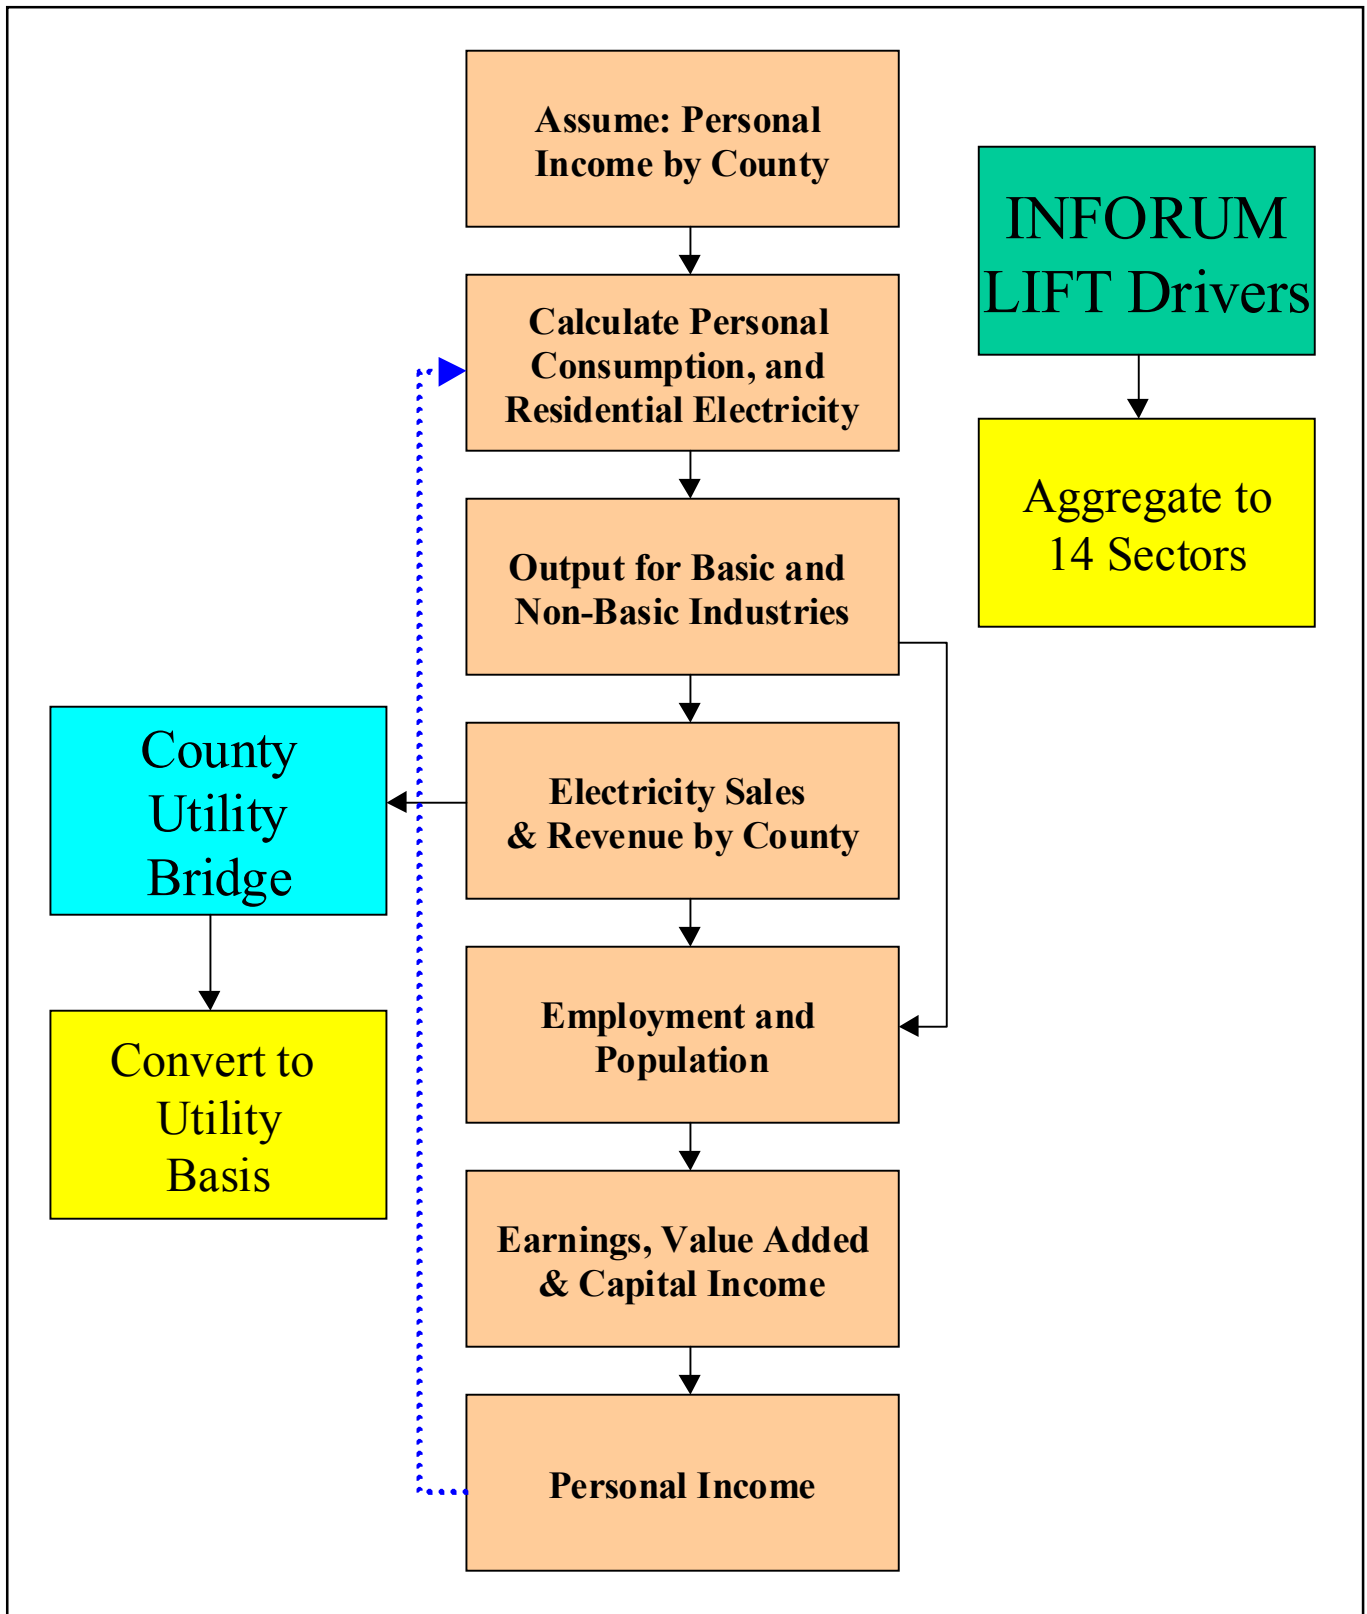 Assume: Personal
Income by County
INFORUM
LIFT Drivers
Calculate Personal
Consumption, and
Residential Electricity
Aggregate to
14 Sectors
Output for Basic and
Non-Basic Industries
County
Utility
Bridge
Electricity Sales
& Revenue by County
Employment and
Population
Convert to
Utility
Basis
Earnings, Value Added
& Capital Income
Personal Income